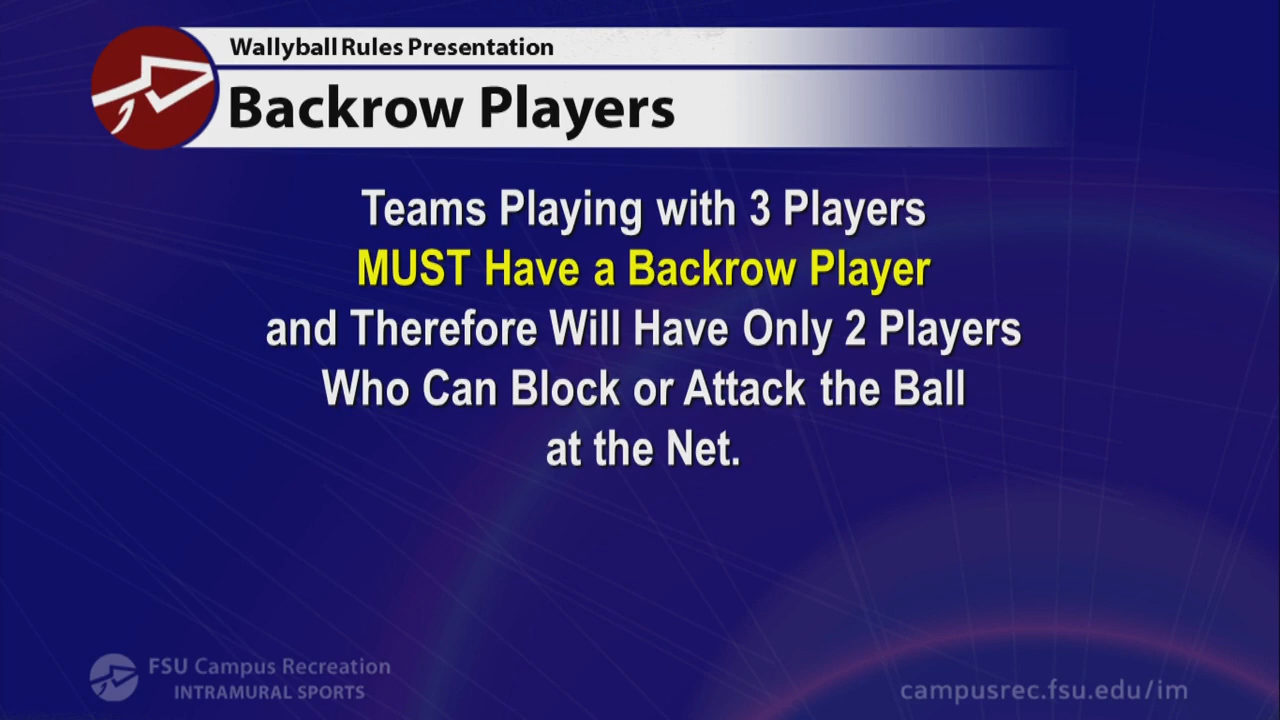 Wallyball Rules Presentation
Backrow Players
Teams Playing with 3 Players
MUST Have a Backrow Player
and Therefore Will Have Only 2 Players
Who Can Block or Attack the Ball
at the Net.
FSU Campus Recreation
INTRAMURAL SPORTS
campusrec.fsu.edu/im